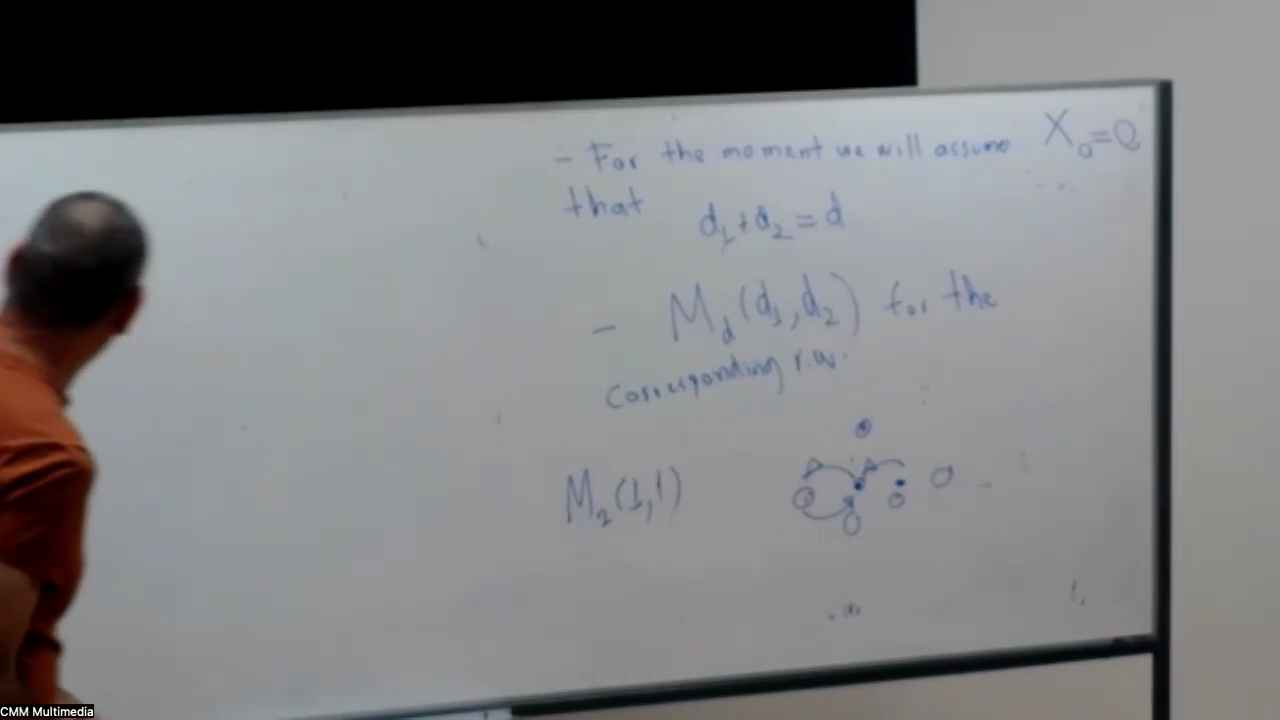 - For the moment we will assume X₀=0
that d₁+d₂=d
- M_d(d₁,d₂) for the
corresponding r.w.
M₂(1,1)
CMM Multimedia